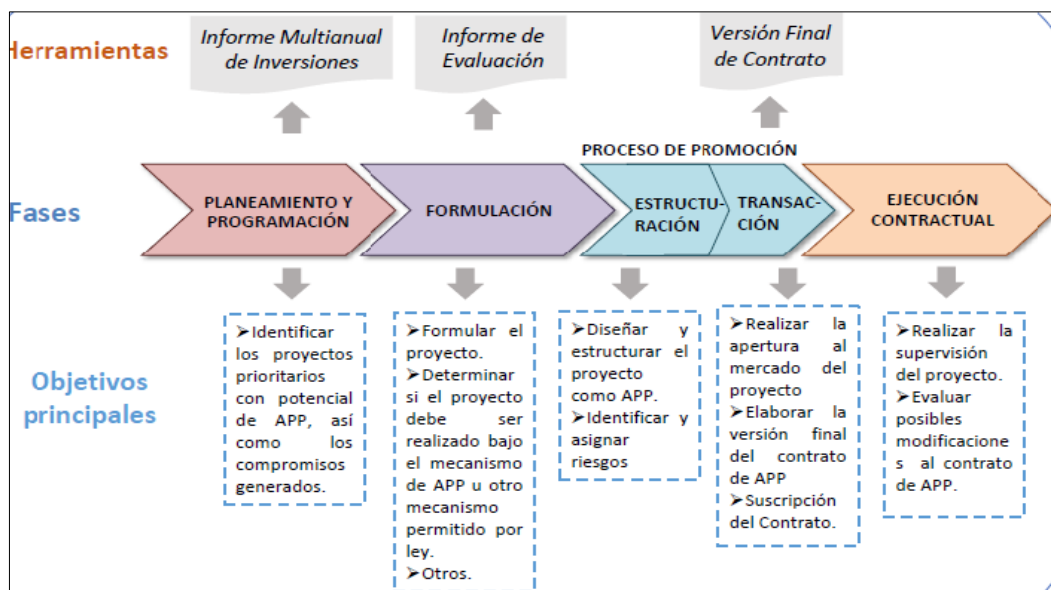 Herramientas
Informe Multianual
de Inversiones
Informe de
Evaluación
Versión Final
de Contrato
PROCESO DE PROMOCIÓN
Fases
PLANEAMIENTO Y
PROGRAMACIÓN
FORMULACIÓN
ESTRUCTU-
RACIÓN
TRANSAC-
CIÓN
EJECUCIÓN
CONTRACTUAL
Objetivos
principales
➤Identificar
los proyectos
prioritarios
con potencial
de APP, así
como los
compromisos
generados.
➤Formular el
proyecto.
➤Determinar
si el proyecto
debe ser
realizado bajo
el mecanismo
de APP u otro
mecanismo
permitido por
ley.
➤Otros.
➤Diseñar y
estructurar el
proyecto
como APP.
➤Identificar y
asignar
riesgos
➤Realizar la
apertura al
mercado del
proyecto
➤Elaborar la
versión final
del contrato
de APP
➤Suscripción
del Contrato.
➤Realizar la
supervisión
del proyecto.
➤Evaluar
posibles
modificacione
s al contrato
de APP.